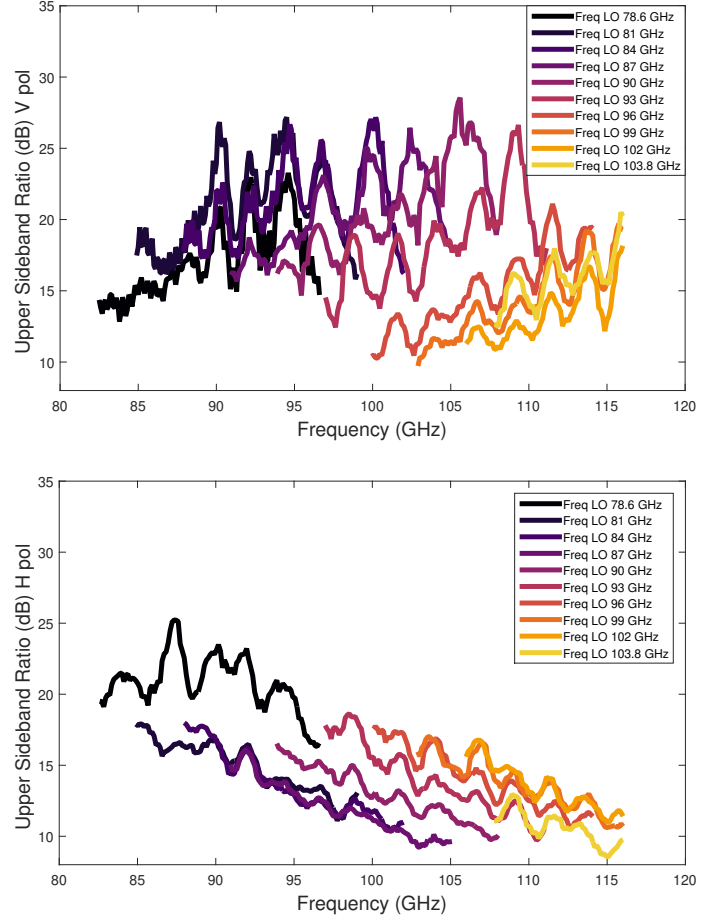 35
30
25
20
15
10
Upper Sideband Ratio (dB) V pol
Freq LO 78.6 GHz
Freq LO 81 GHz
Freq LO 84 GHz
Freq LO 87 GHz
Freq LO 90 GHz
Freq LO 93 GHz
Freq LO 96 GHz
Freq LO 99 GHz
Freq LO 102 GHz
Freq LO 103.8 GHz
80 85 90 95 100 105 110 115 120
Frequency (GHz)
35
30
25
20
15
10
Upper Sideband Ratio (dB) H pol
Freq LO 78.6 GHz
Freq LO 81 GHz
Freq LO 84 GHz
Freq LO 87 GHz
Freq LO 90 GHz
Freq LO 93 GHz
Freq LO 96 GHz
Freq LO 99 GHz
Freq LO 102 GHz
Freq LO 103.8 GHz
80 85 90 95 100 105 110 115 120
Frequency (GHz)